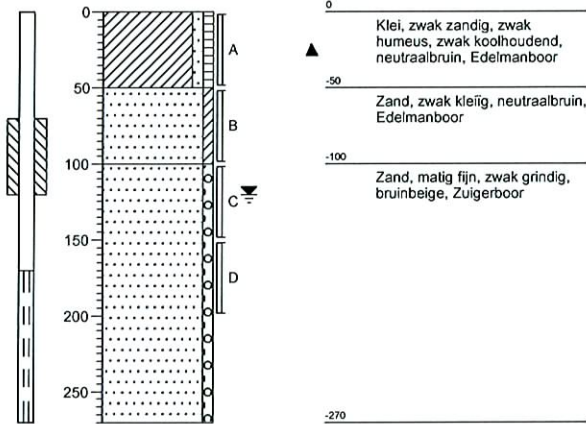 0
50
100
150
200
250
A
B
C
D
0
Klei, zwak zandig, zwak
humeus, zwak koolhoudend,
neutraalbruin, Edelmanboor
-50
Zand, zwak kleiïg, neutraalbruin,
Edelmanboor
-100
Zand, matig fijn, zwak grindig,
bruinbeige, Zuigerboor
-270